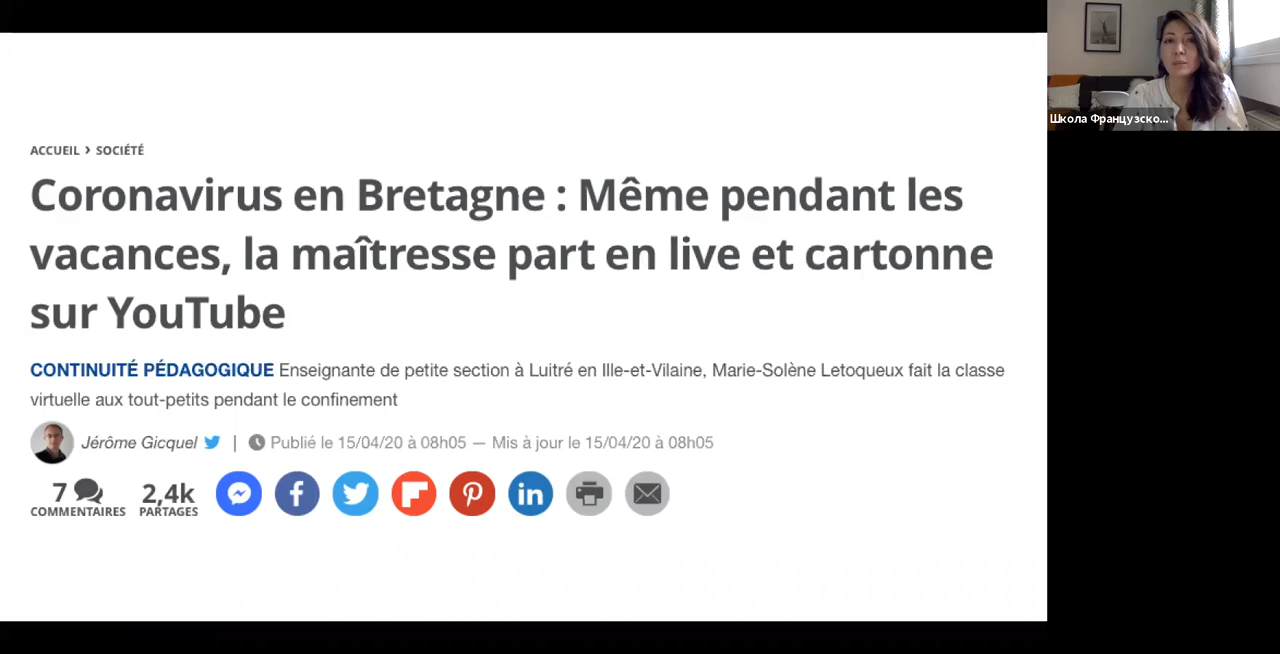 Школа Французско...
ACCUEIL › SOCIÉTÉ
Coronavirus en Bretagne : Même pendant les
vacances, la maîtresse part en live et cartonne
sur YouTube
CONTINUITÉ PÉDAGOGIQUE Enseignante de petite section à Luitré en Ille-et-Vilaine, Marie-Solène Letoqueux fait la classe
virtuelle aux tout-petits pendant le confinement
Jérôme Gicquel | Publié le 15/04/20 à 08h05 — Mis à jour le 15/04/20 à 08h05
7 2,4k
COMMENTAIRES PARTAGES